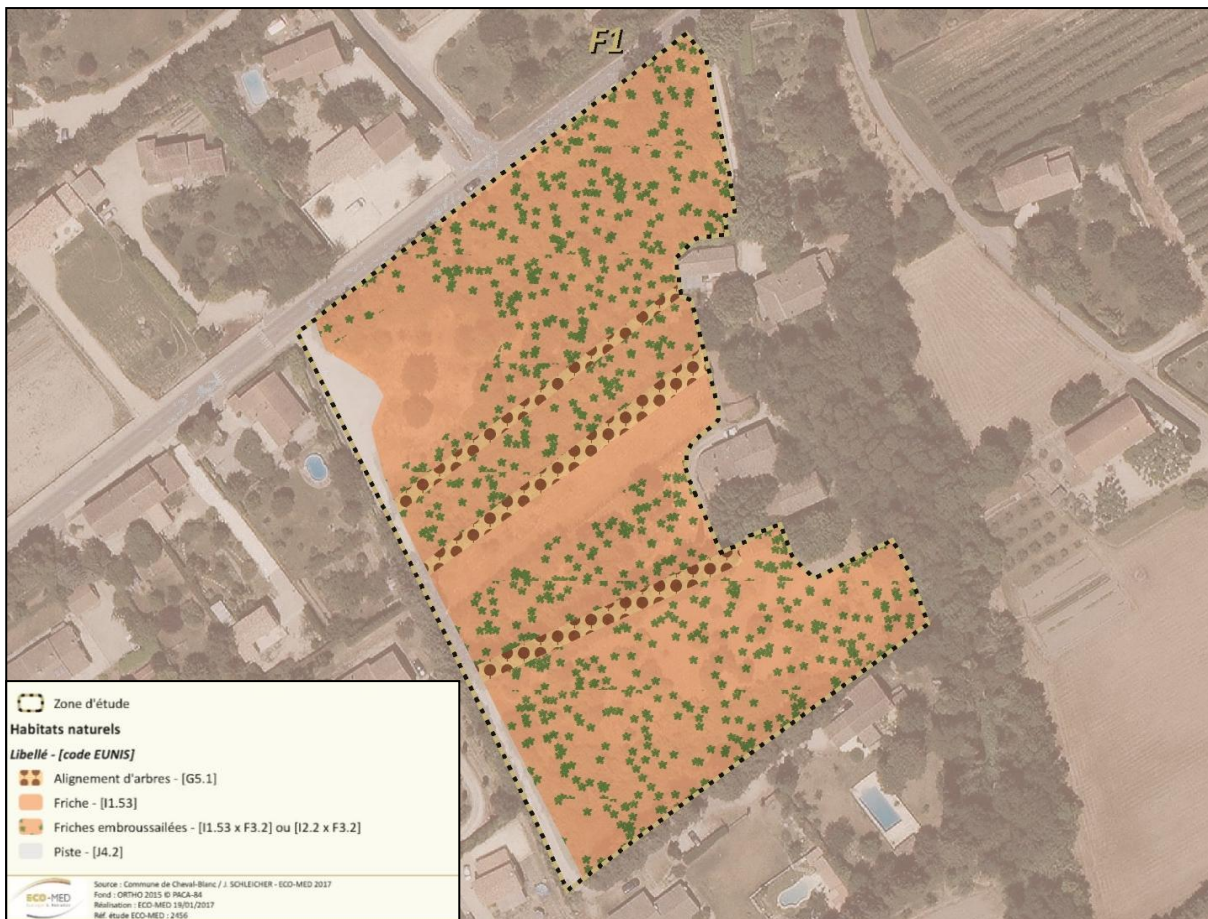 F1
Zone d'étude
Habitats naturels
Libellé - [code EUNIS]
Alignement d'arbres - [G5.1]
Friche - [I1.53]
Friches embroussailées - [I1.53 x F3.2] ou [I2.2 x F3.2]
Piste - [J4.2]
ECO-MED
Source : Commune de Cheval-Blanc / J. SCHLEICHER - ECO-MED 2017
Fond : ORTHO 2015 © PACA-84
Réalisation : ECO-MED 19/01/2017
Réf. étude ECO-MED : 2456